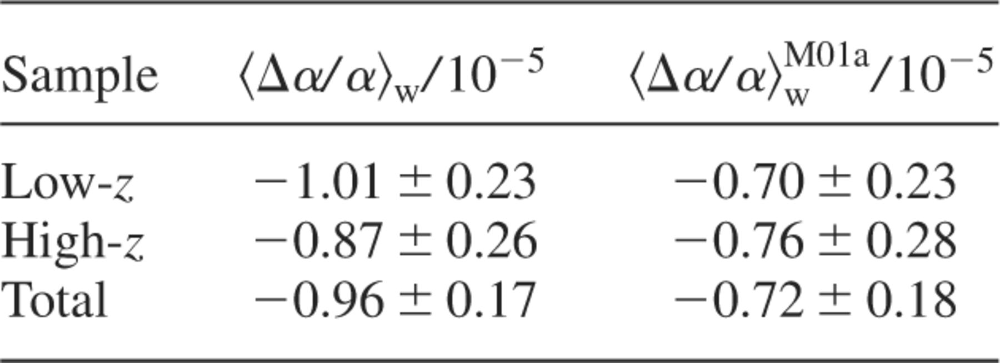 Sample ⟨Δα/α⟩w/10−5 ⟨Δα/α⟩wM01a/10−5
Low-z −1.01 ± 0.23 −0.70 ± 0.23
High-z −0.87 ± 0.26 −0.76 ± 0.28
Total −0.96 ± 0.17 −0.72 ± 0.18